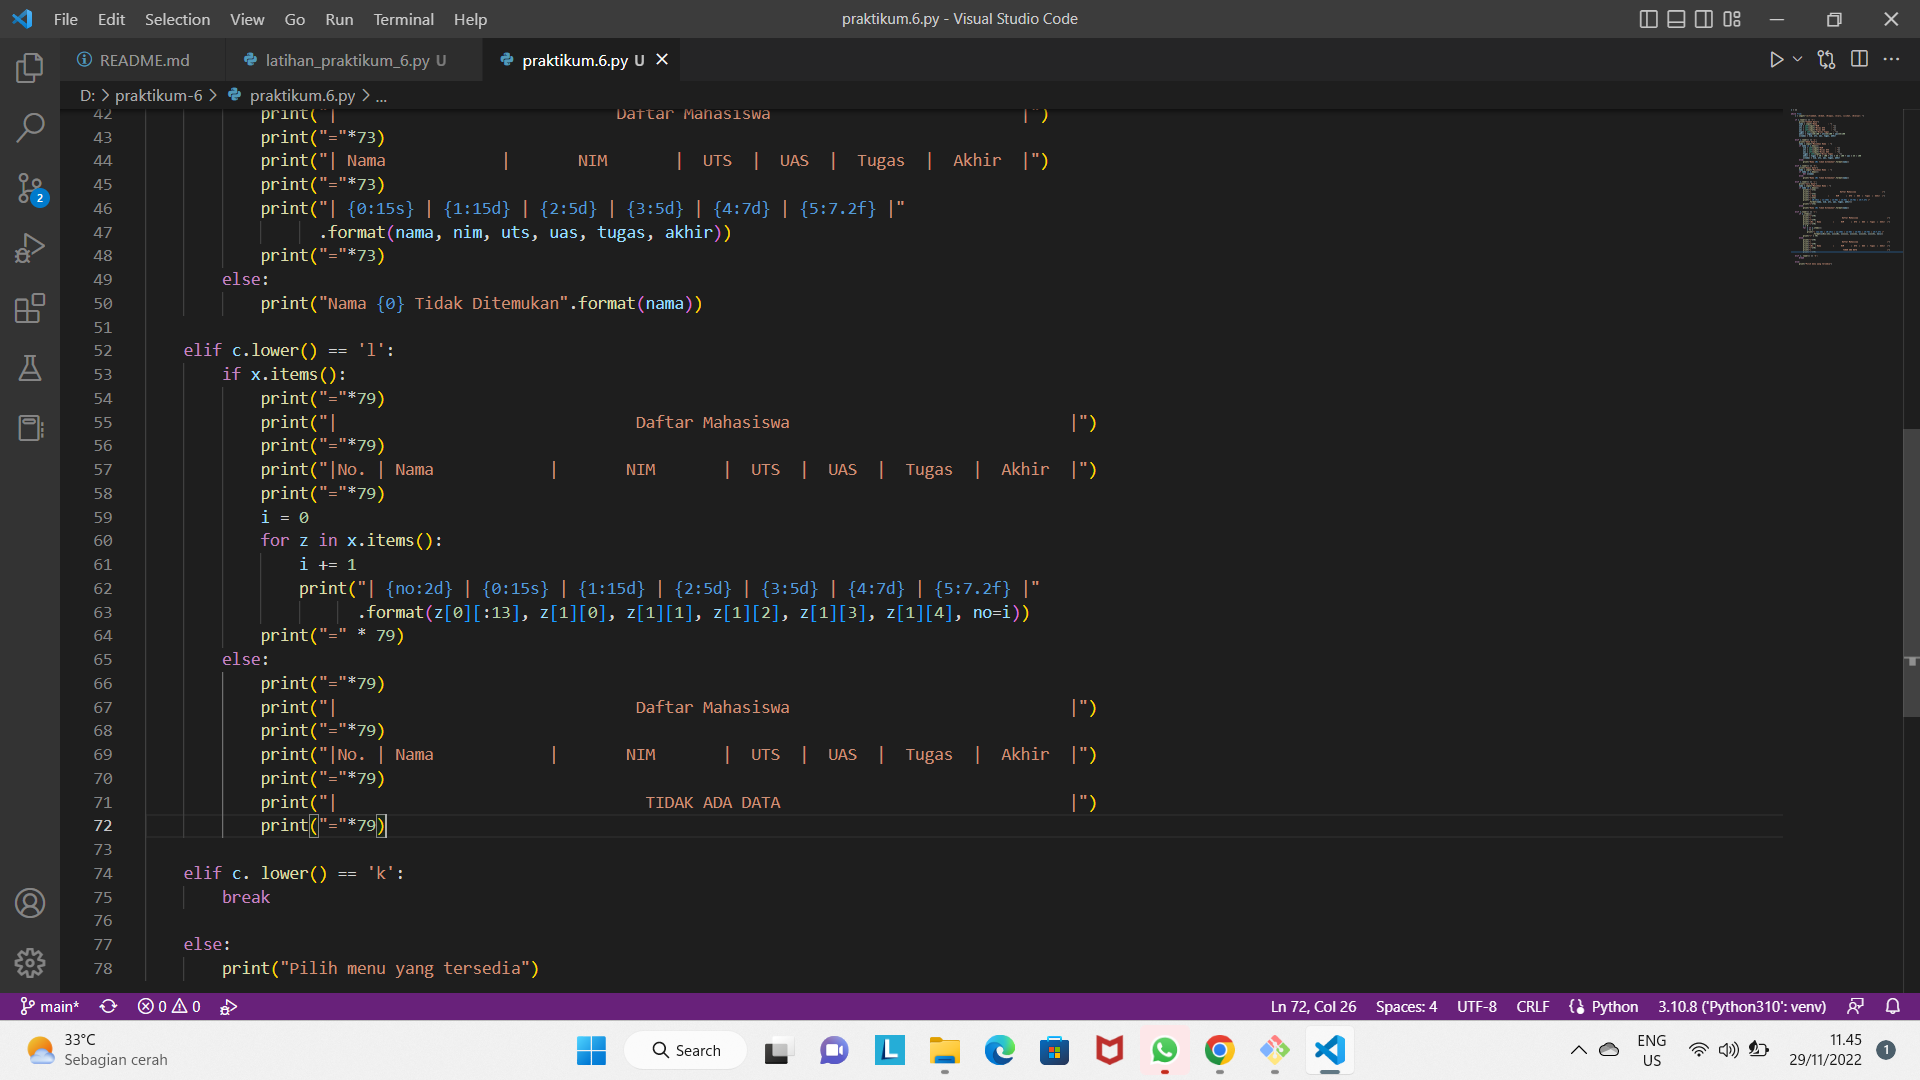 File Edit Selection View Go Run Terminal Help
praktikum.6.py - Visual Studio Code
README.md
latihan_praktikum_6.py U
praktikum.6.py U
D: > praktikum-6 > praktikum.6.py > ...
42 print("| Daftar Mahasiswa |")
43 print("="*73)
44 print("| Nama | NIM | UTS | UAS | Tugas | Akhir |")
45 print("="*73)
46 print("| {0:15s} | {1:15d} | {2:5d} | {3:5d} | {4:7d} | {5:7.2f} |"
47 .format(nama, nim, uts, uas, tugas, akhir))
48 print("="*73)
49 else:
50 print("Nama {0} Tidak Ditemukan".format(nama))
51
52 elif c.lower() == 'l':
53 if x.items():
54 print("="*79)
55 print("| Daftar Mahasiswa |")
56 print("="*79)
57 print("|No. | Nama | NIM | UTS | UAS | Tugas | Akhir |")
58 print("="*79)
59 i = 0
60 for z in x.items():
61 i += 1
62 print("| {no:2d} | {0:15s} | {1:15d} | {2:5d} | {3:5d} | {4:7d} | {5:7.2f} |"
63 .format(z[0][:13], z[1][0], z[1][1], z[1][2], z[1][3], z[1][4], no=i))
64 print("=" * 79)
65 else:
66 print("="*79)
67 print("| Daftar Mahasiswa |")
68 print("="*79)
69 print("|No. | Nama | NIM | UTS | UAS | Tugas | Akhir |")
70 print("="*79)
71 print("| TIDAK ADA DATA |")
72 print("="*79)
73
74 elif c. lower() == 'k':
75 break
76
77 else:
78 print("Pilih menu yang tersedia")
2
main* 0 0
Ln 72, Col 26 Spaces: 4 UTF-8 CRLF Python 3.10.8 ('Python310': venv)
33°C
Sebagian cerah
Search
ENG
US
11.45
29/11/2022
1